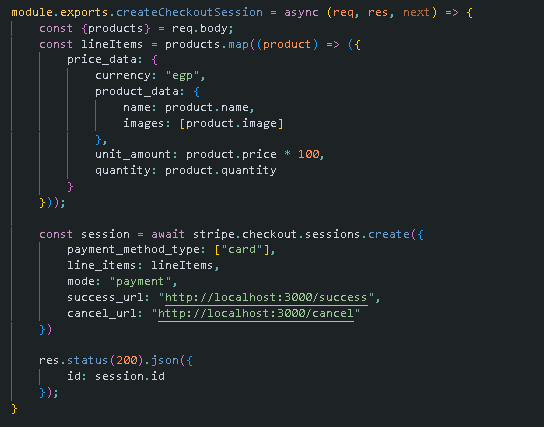 module.exports.createCheckoutSession = async (req, res, next) => {
    const {products} = req.body;
    const lineItems = products.map((product) => ({
        price_data: {
            currency: "egp",
            product_data: {
                name: product.name,
                images: [product.image]
            },
            unit_amount: product.price * 100,
            quantity: product.quantity
        }
    }));

    const session = await stripe.checkout.sessions.create({
        payment_method_type: ["card"],
        line_items: lineItems,
        mode: "payment",
        success_url: "http://localhost:3000/success",
        cancel_url: "http://localhost:3000/cancel"
    })

    res.status(200).json({
        id: session.id
    });
}